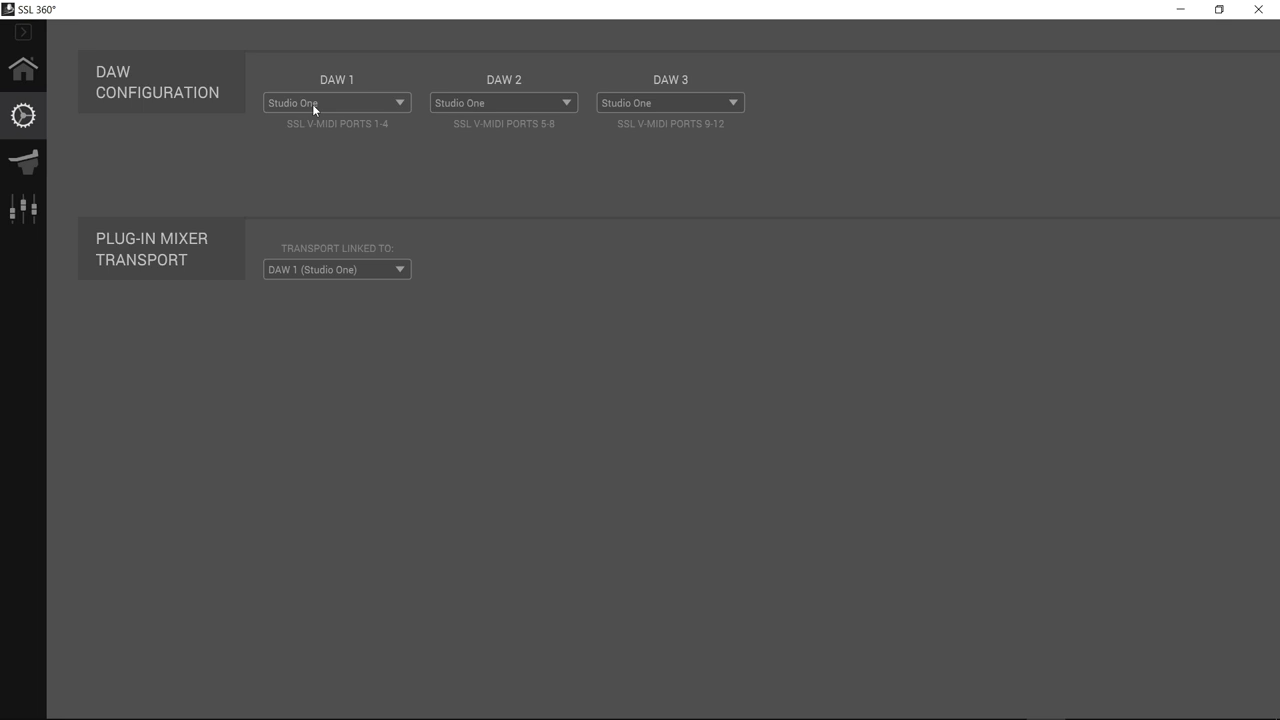 SSL 360°
DAW
CONFIGURATION
DAW 1
DAW 2
DAW 3
Studio One
Studio One
Studio One
SSL V-MIDI PORTS 1-4
SSL V-MIDI PORTS 5-8
SSL V-MIDI PORTS 9-12
PLUG-IN MIXER
TRANSPORT
TRANSPORT LINKED TO:
DAW 1 (Studio One)